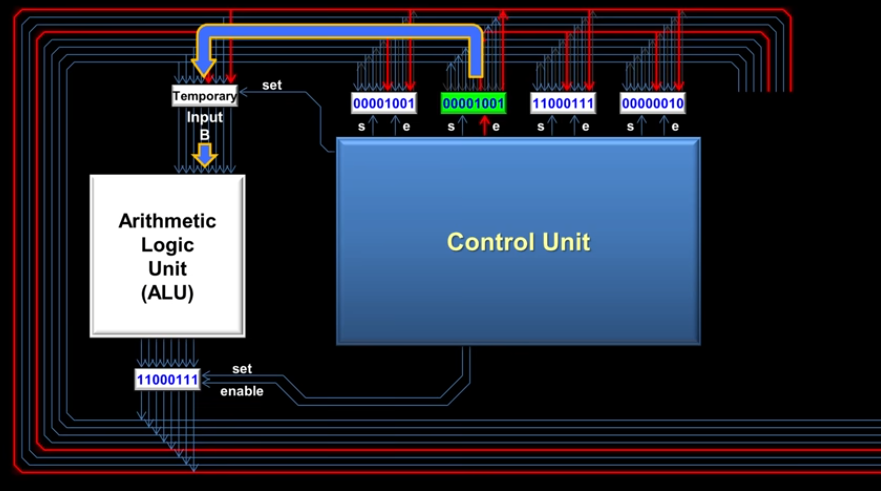 set
Temporary
00001001
00001001
11000111
00000010
Input
B
s
e
s
e
s
e
s
e
Arithmetic
Logic
Unit
(ALU)
Control Unit
set
11000111
enable